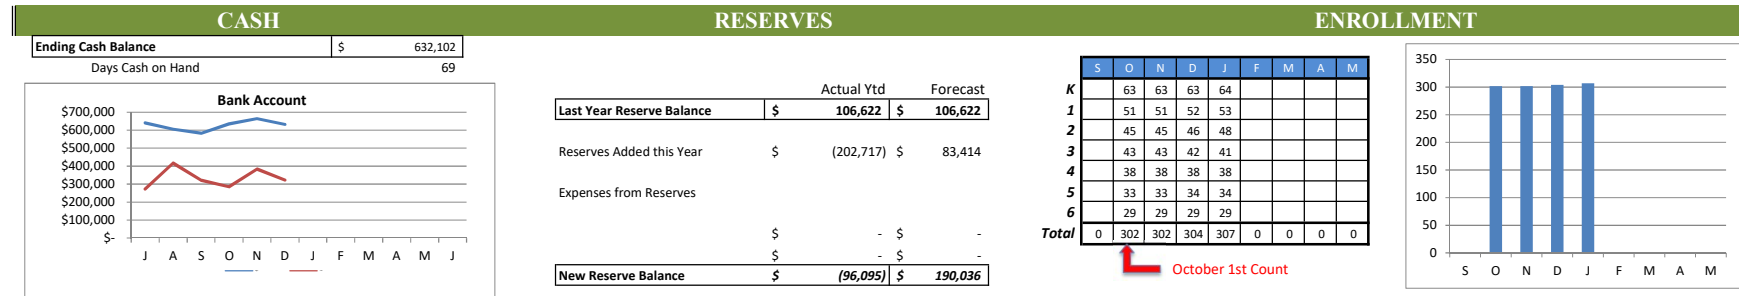 CASH RESERVES ENROLLMENT
Ending Cash Balance $ 632,102
Days Cash on Hand 69
Bank Account
$700,000
$600,000
$500,000
$400,000
$300,000
$200,000
$100,000
$-
J A S O N D J F M A M J
Actual Ytd Forecast
Last Year Reserve Balance $ 106,622 $ 106,622
Reserves Added this Year $ (202,717) $ 83,414
Expenses from Reserves
$ - $ -
$ - $ -
New Reserve Balance $ (96,095) $ 190,036
S O N D J F M A M
K 63 63 63 64
1 51 51 52 53
2 45 45 46 48
3 43 43 42 41
4 38 38 38 38
5 33 33 34 34
6 29 29 29 29
Total 0 302 302 304 307 0 0 0 0
October 1st Count
350
300
250
200
150
100
50
0
S O N D J F M A M